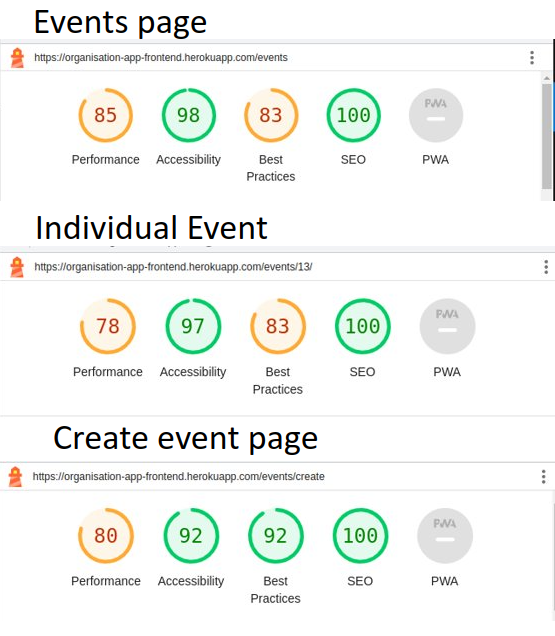 Events page
https://organisation-app-frontend.herokuapp.com/events
85 98 83 100 PWA
Performance Accessibility Best Practices SEO PWA
Individual Event
https://organisation-app-frontend.herokuapp.com/events/13/
78 97 83 100 PWA
Performance Accessibility Best Practices SEO PWA
Create event page
https://organisation-app-frontend.herokuapp.com/events/create
80 92 92 100 PWA
Performance Accessibility Best Practices SEO PWA